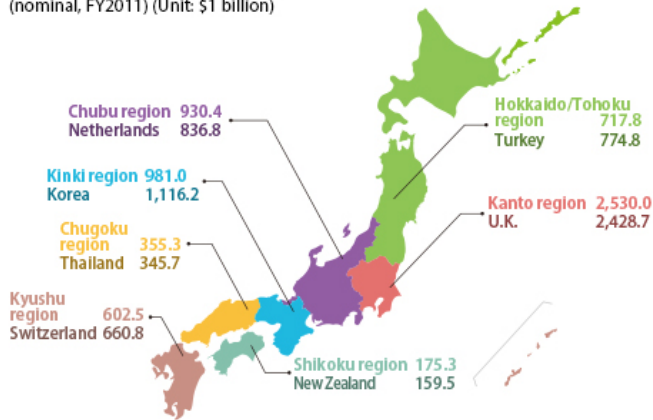 (nominal, FY2011) (Unit: $1 billion)
Chubu region 930.4
Netherlands 836.8
Hokkaido/Tohoku
region 717.8
Turkey 774.8
Kinki region 981.0
Korea 1,116.2
Kanto region 2,530.0
U.K. 2,428.7
Chugoku
region 355.3
Thailand 345.7
Kyushu
region 602.5
Switzerland 660.8
Shikoku region 175.3
New Zealand 159.5